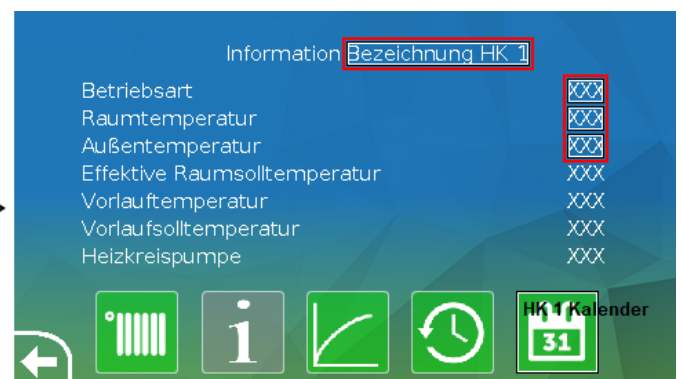 Information Bezeichnung HK 1
Betriebsart XXX
Raumtemperatur XXX
Außentemperatur XXX
Effektive Raumsolltemperatur XXX
Vorlauftemperatur XXX
Vorlaufsolltemperatur XXX
Heizkreispumpe XXX
HK 1 Kalender
31